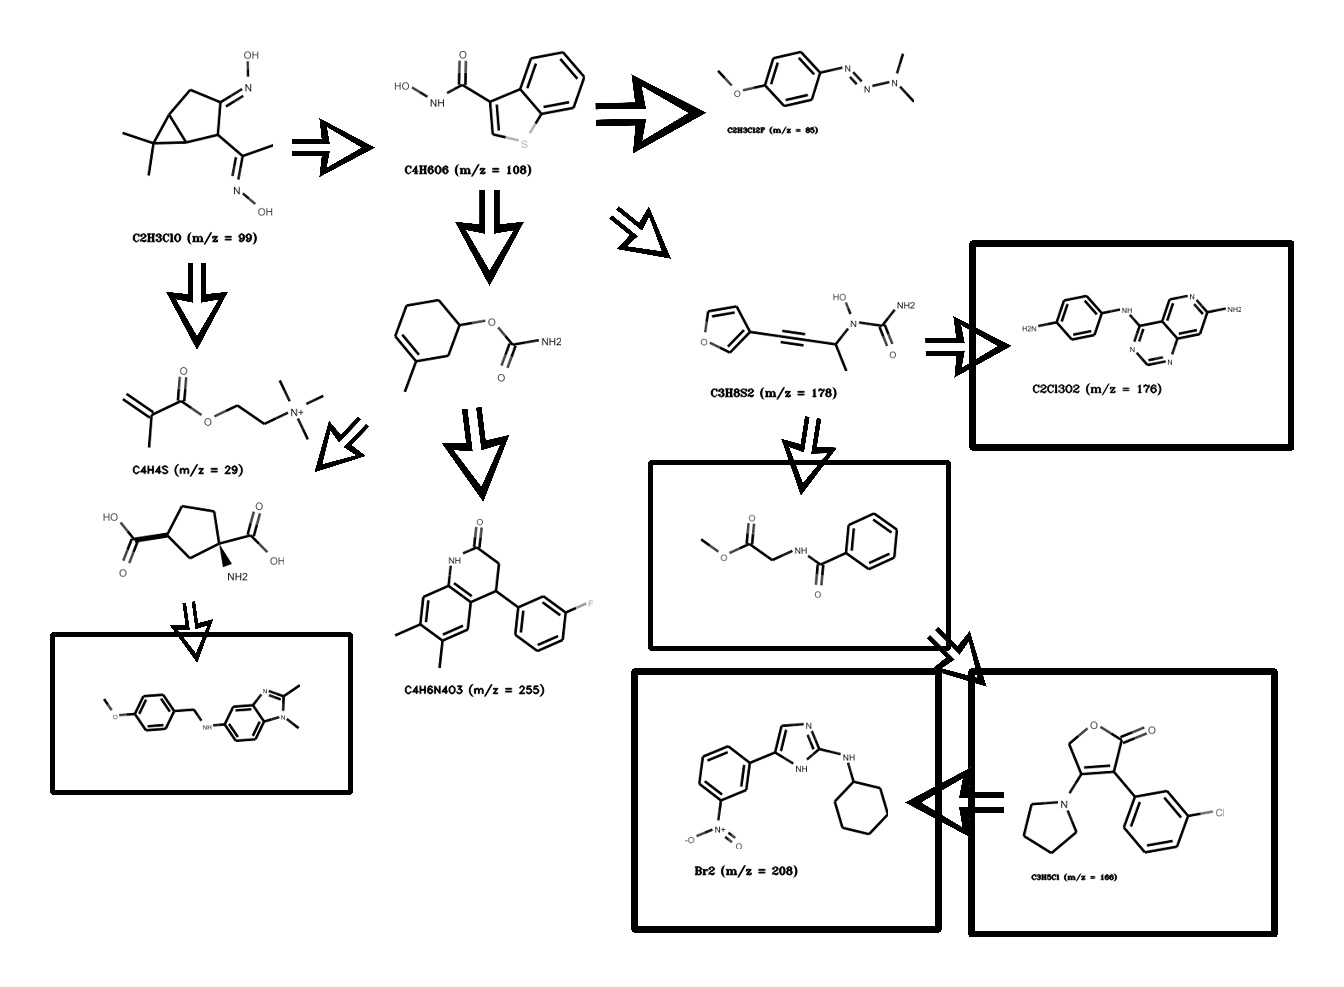 OH
N
N
OH
C2H3ClO (m/z = 99)
O
HO
NH
S
C4H6O6 (m/z = 108)
N
N
N
O
C2H3Cl2F (m/z = 85)
O
O
N+
C4H4S (m/z = 29)
O
NH2
O
HO
N
NH2
O
O
C3H8S2 (m/z = 178)
H2N
NH
N
NH2
N
N
C2Cl3O2 (m/z = 176)
HO
O
O
OH
NH2
O
NH
F
C4H6N4O3 (m/z = 255)
O
O
NH
O
O
NH
N
N
N
NH
NH
N+
-O
O
Br2 (m/z = 208)
O
O
N
Cl
C3H5Cl (m/z = 166)